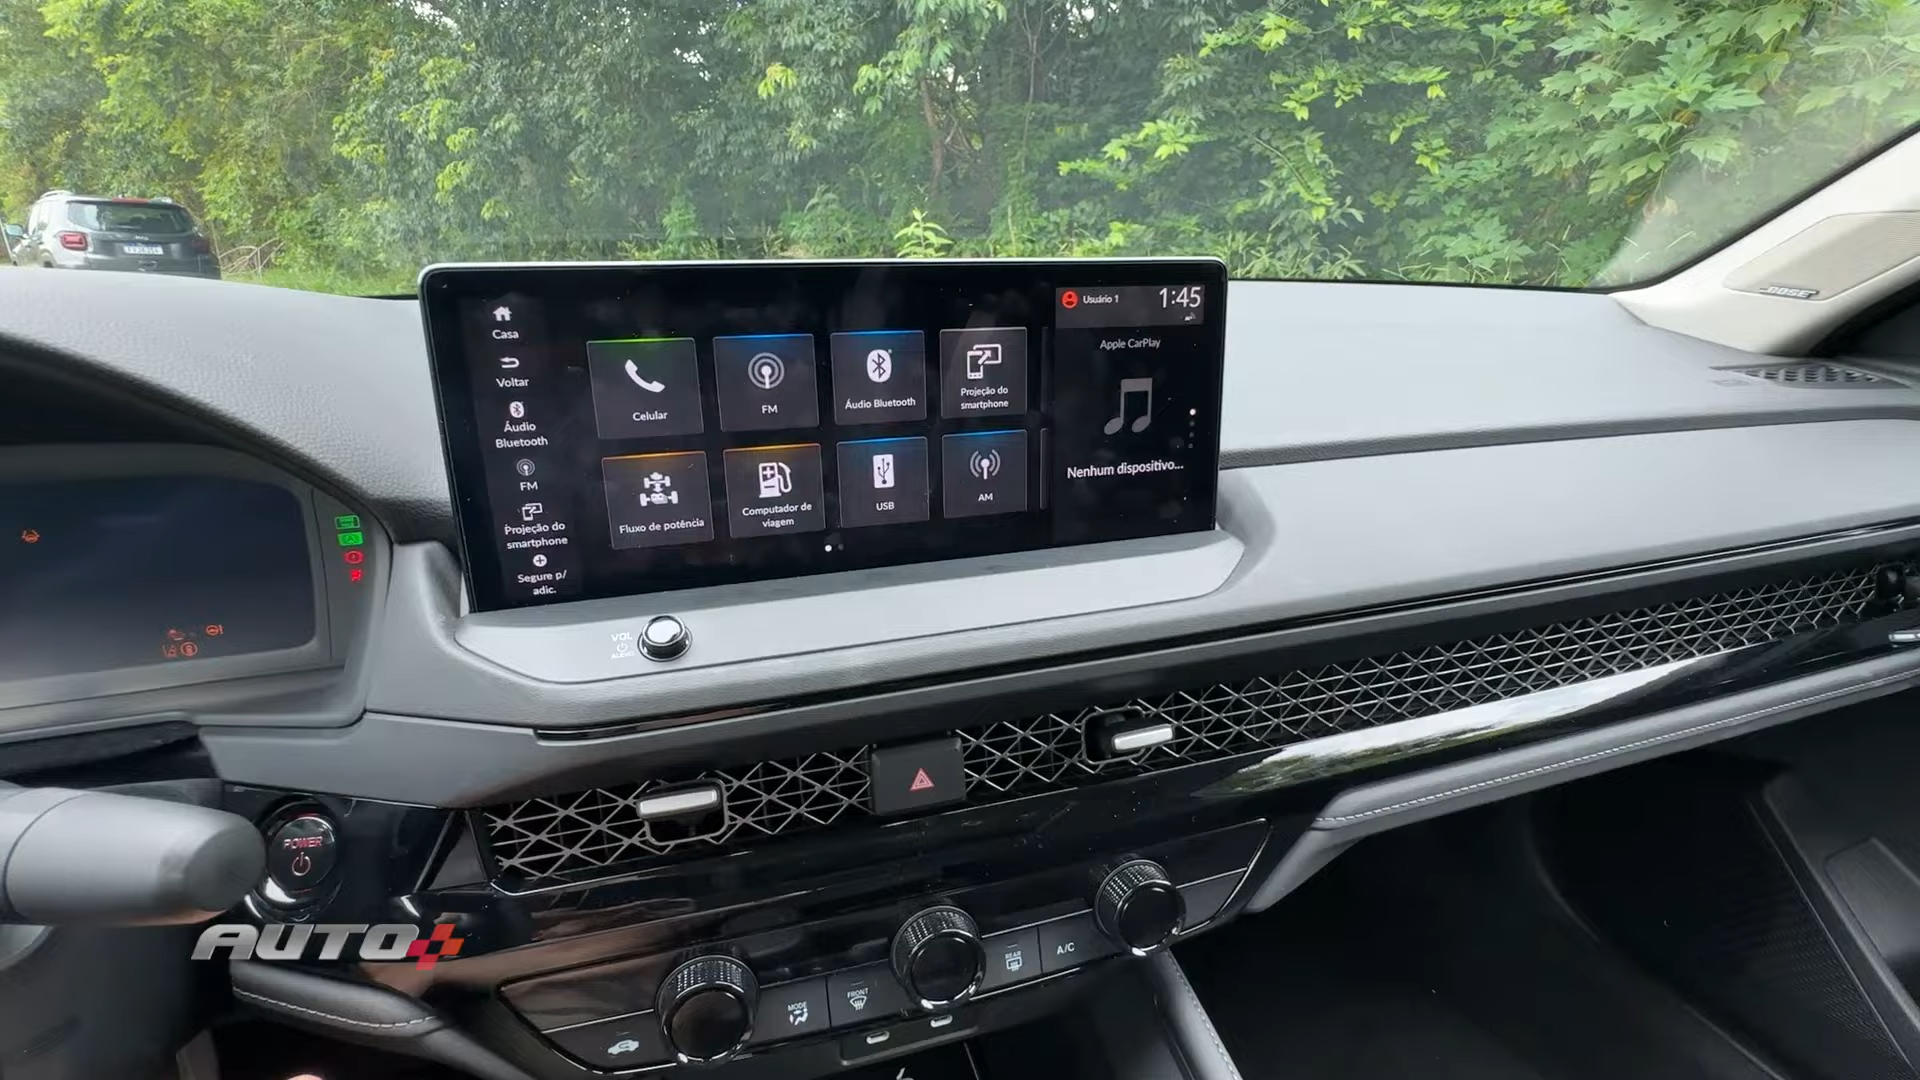 Casa
Voltar
Áudio
Bluetooth
FM
Projeção do
smartphone
Segure p/
adic.
Celular
FM
Áudio Bluetooth
Projeção do
smartphone
Fluxo de potência
Computador de
viagem
USB
AM
Usuário 1
1:45
Apple CarPlay
Nenhum dispositivo...
BOSE
VOL
AUDIO
POWER
AUTO+
MODE
FRONT
REAR
A/C